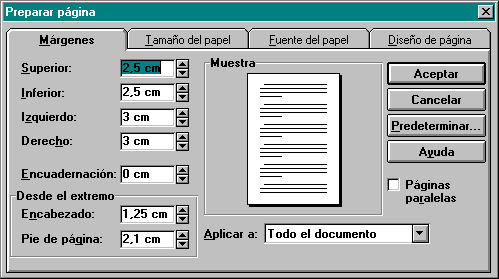 Preparar página
Márgenes
Tamaño del papel
Fuente del papel
Diseño de página
Superior: 2,5 cm
Inferior: 2,5 cm
Izquierdo: 3 cm
Derecho: 3 cm
Encuadernación: 0 cm
Desde el extremo
Encabezado: 1,25 cm
Pie de página: 2,1 cm
Muestra
Aplicar a: Todo el documento
Aceptar
Cancelar
Predeterminar...
Ayuda
Páginas
paralelas